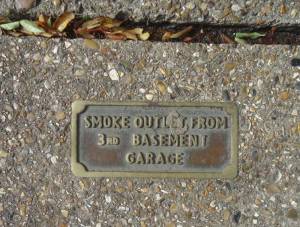 SMOKE OUTLET, FROM
3RD BASEMENT
GARAGE